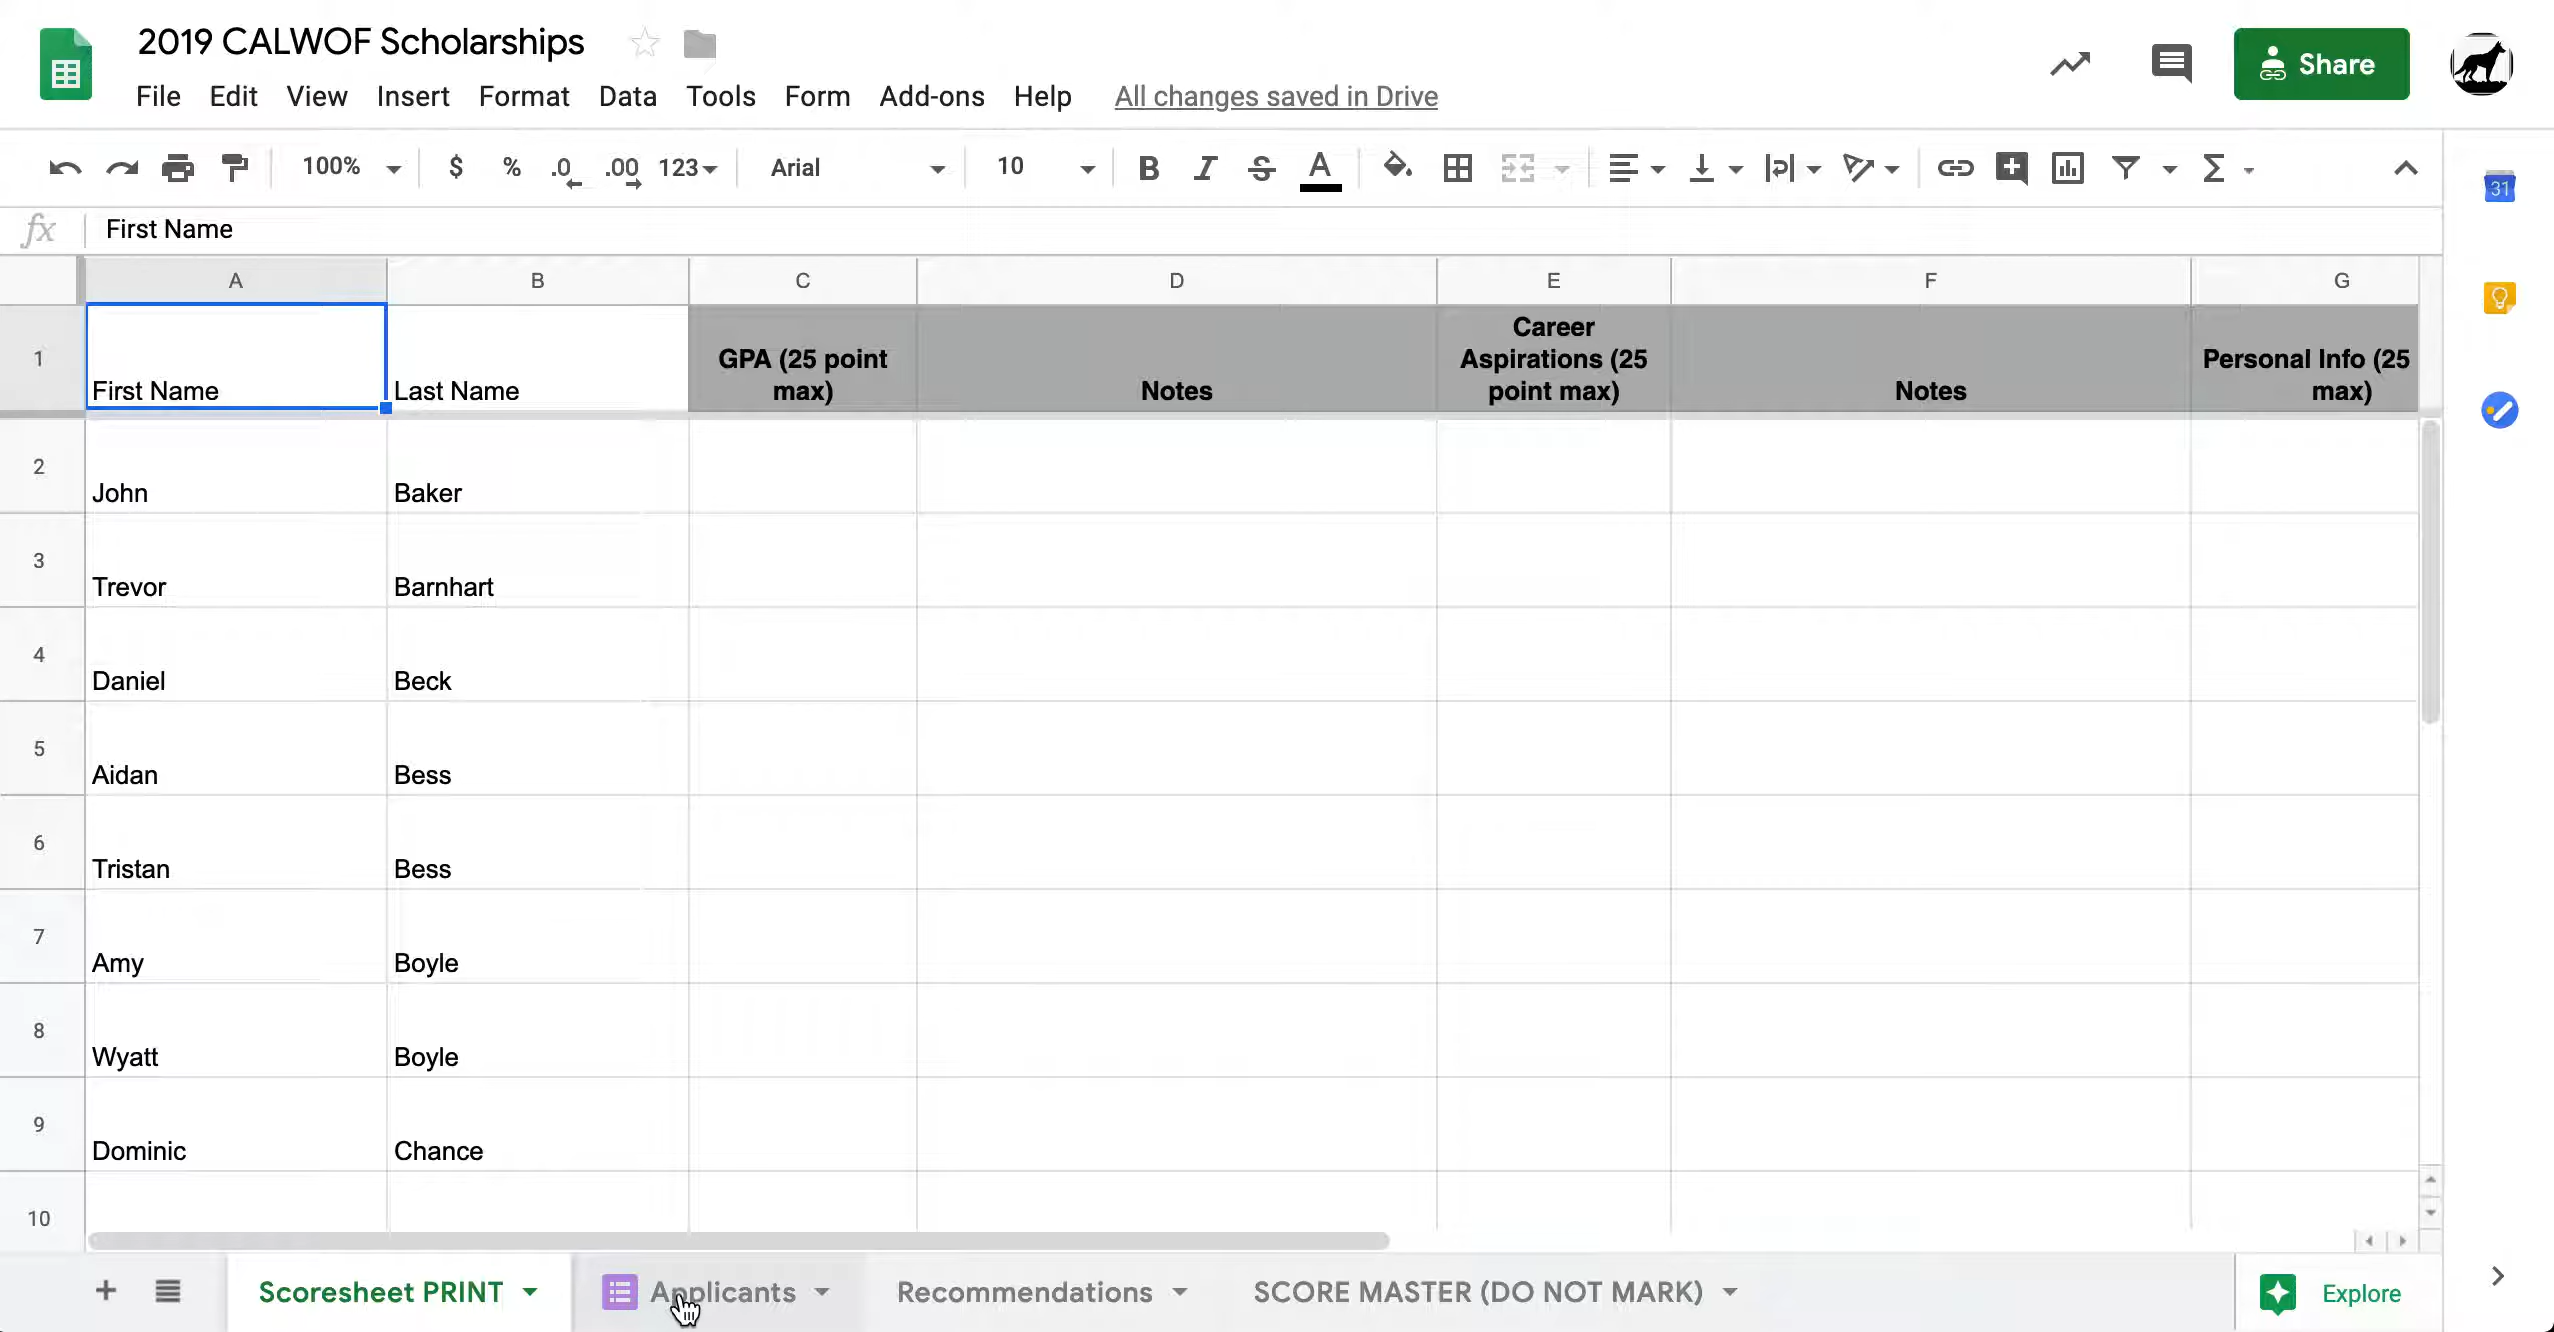 2019 CALWOF Scholarships
File Edit View Insert Format Data Tools Form Add-ons Help All changes saved in Drive
Share
100% $ % .0 .00 123 Arial 10 B I S A Σ
31
fx First Name
A B C D E F G
1 First Name Last Name GPA (25 point max) Notes Career Aspirations (25 point max) Notes Personal Info (25 max)
2 John Baker
3 Trevor Barnhart
4 Daniel Beck
5 Aidan Bess
6 Tristan Bess
7 Amy Boyle
8 Wyatt Boyle
9 Dominic Chance
10
+ Scoresheet PRINT Applicants Recommendations SCORE MASTER (DO NOT MARK) Explore